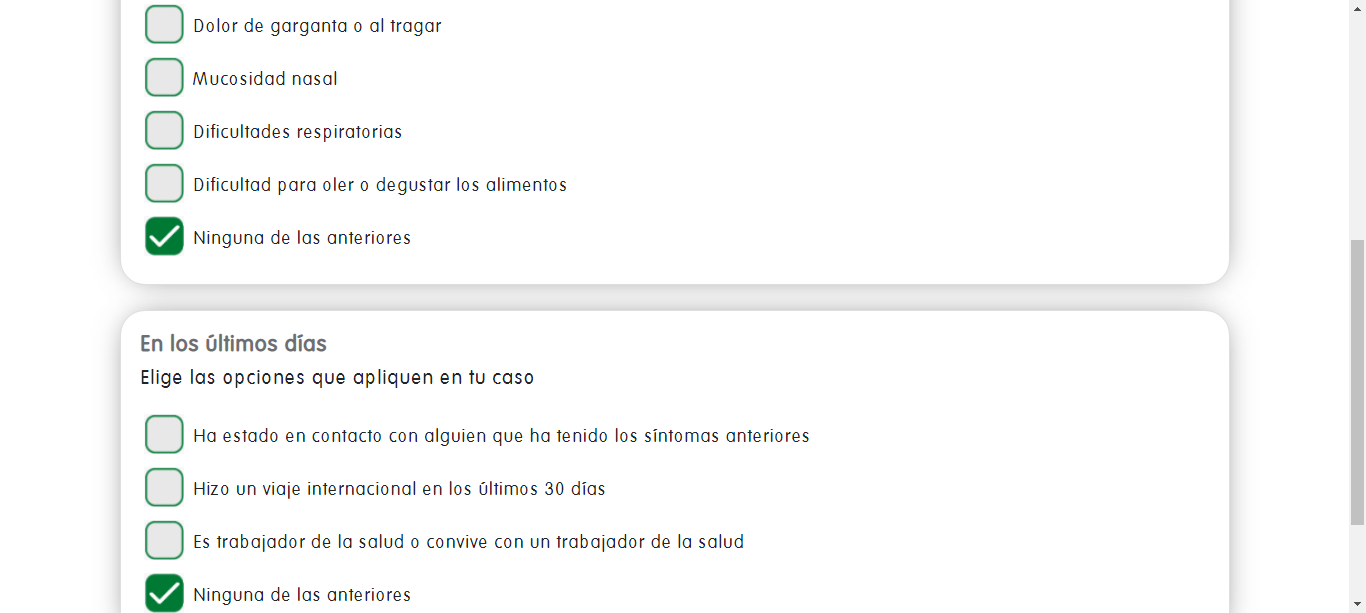 Dolor de garganta o al tragar
Mucosidad nasal
Dificultades respiratorias
Dificultad para oler o degustar los alimentos
Ninguna de las anteriores
En los últimos días
Elige las opciones que apliquen en tu caso
Ha estado en contacto con alguien que ha tenido los síntomas anteriores
Hizo un viaje internacional en los últimos 30 días
Es trabajador de la salud o convive con un trabajador de la salud
Ninguna de las anteriores